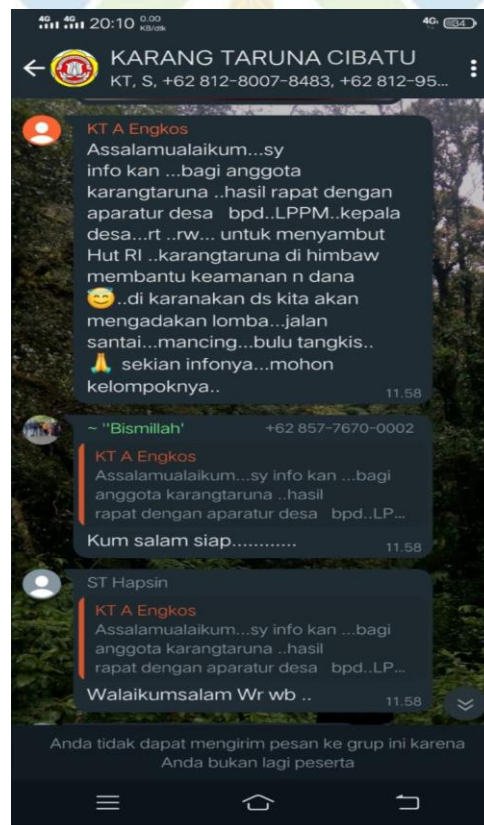 4G 4G 20:10 0.00 KB/dtk 4G 84
KARANG TARUNA CIBATU
KT, S, +62 812-8007-8483, +62 812-95...
KT A Engkos
Assalamualaikum...sy
info kan ...bagi anggota
karangtaruna ..hasil rapat dengan
aparatur desa bpd..LPPM..kepala
desa...rt ..rw... untuk menyambut
Hut RI ..karangtaruna di himbaw
membantu keamanan n dana
😅..di karanakan ds kita akan
mengadakan lomba...jalan
santai...mancing...bulu tangkis..
🙏 sekian infonya...mohon
kelompoknya..
11.58
~ "Bismillah' +62 857-7670-0002
KT A Engkos
Assalamualaikum...sy info kan ...bagi
anggota karangtaruna ..hasil
rapat dengan aparatur desa bpd..LP...
Kum salam siap............
11.58
ST Hapsin
KT A Engkos
Assalamualaikum...sy info kan ...bagi
anggota karangtaruna ..hasil
rapat dengan aparatur desa bpd..LP...
Walaikumsalam Wr wb ..
11.58
Anda tidak dapat mengirim pesan ke grup ini karena
Anda bukan lagi peserta